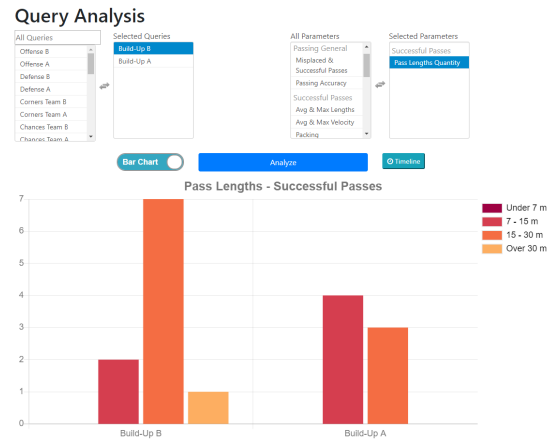 Query Analysis
All Queries
Offense B
Offense A
Defense B
Defense A
Corners Team B
Corners Team A
Chances Team B
Chances Team A
Selected Queries
Build-Up B
Build-Up A
All Parameters
Passing General
Misplaced &
Successful Passes
Passing Accuracy
Successful Passes
Avg & Max Lengths
Avg & Max Velocity
Packing
Selected Parameters
Successful Passes
Pass Lengths Quantity
Bar Chart
Analyze
Timeline
Pass Lengths - Successful Passes
Under 7 m
7 - 15 m
15 - 30 m
Over 30 m
7
6
5
4
3
2
1
0
Build-Up B
Build-Up A